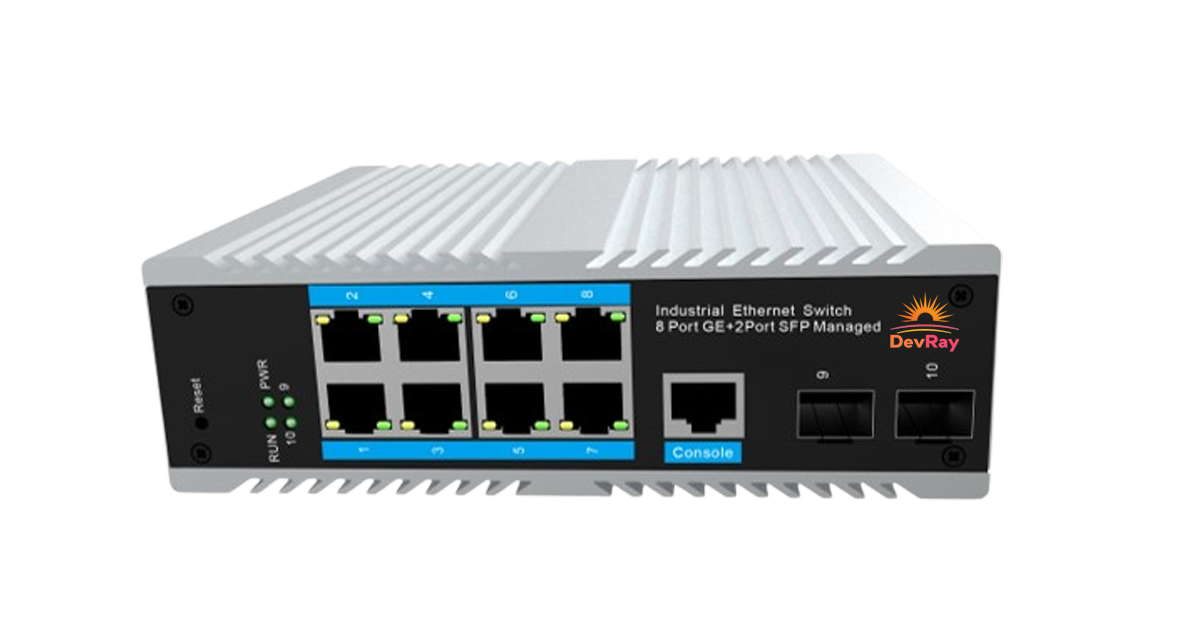 2 4 6 8
Industrial Ethernet Switch
8 Port GE+2Port SFP Managed
DevRay
PWR 9
Reset
RUN 10
9 10
1 3 5 7
Console